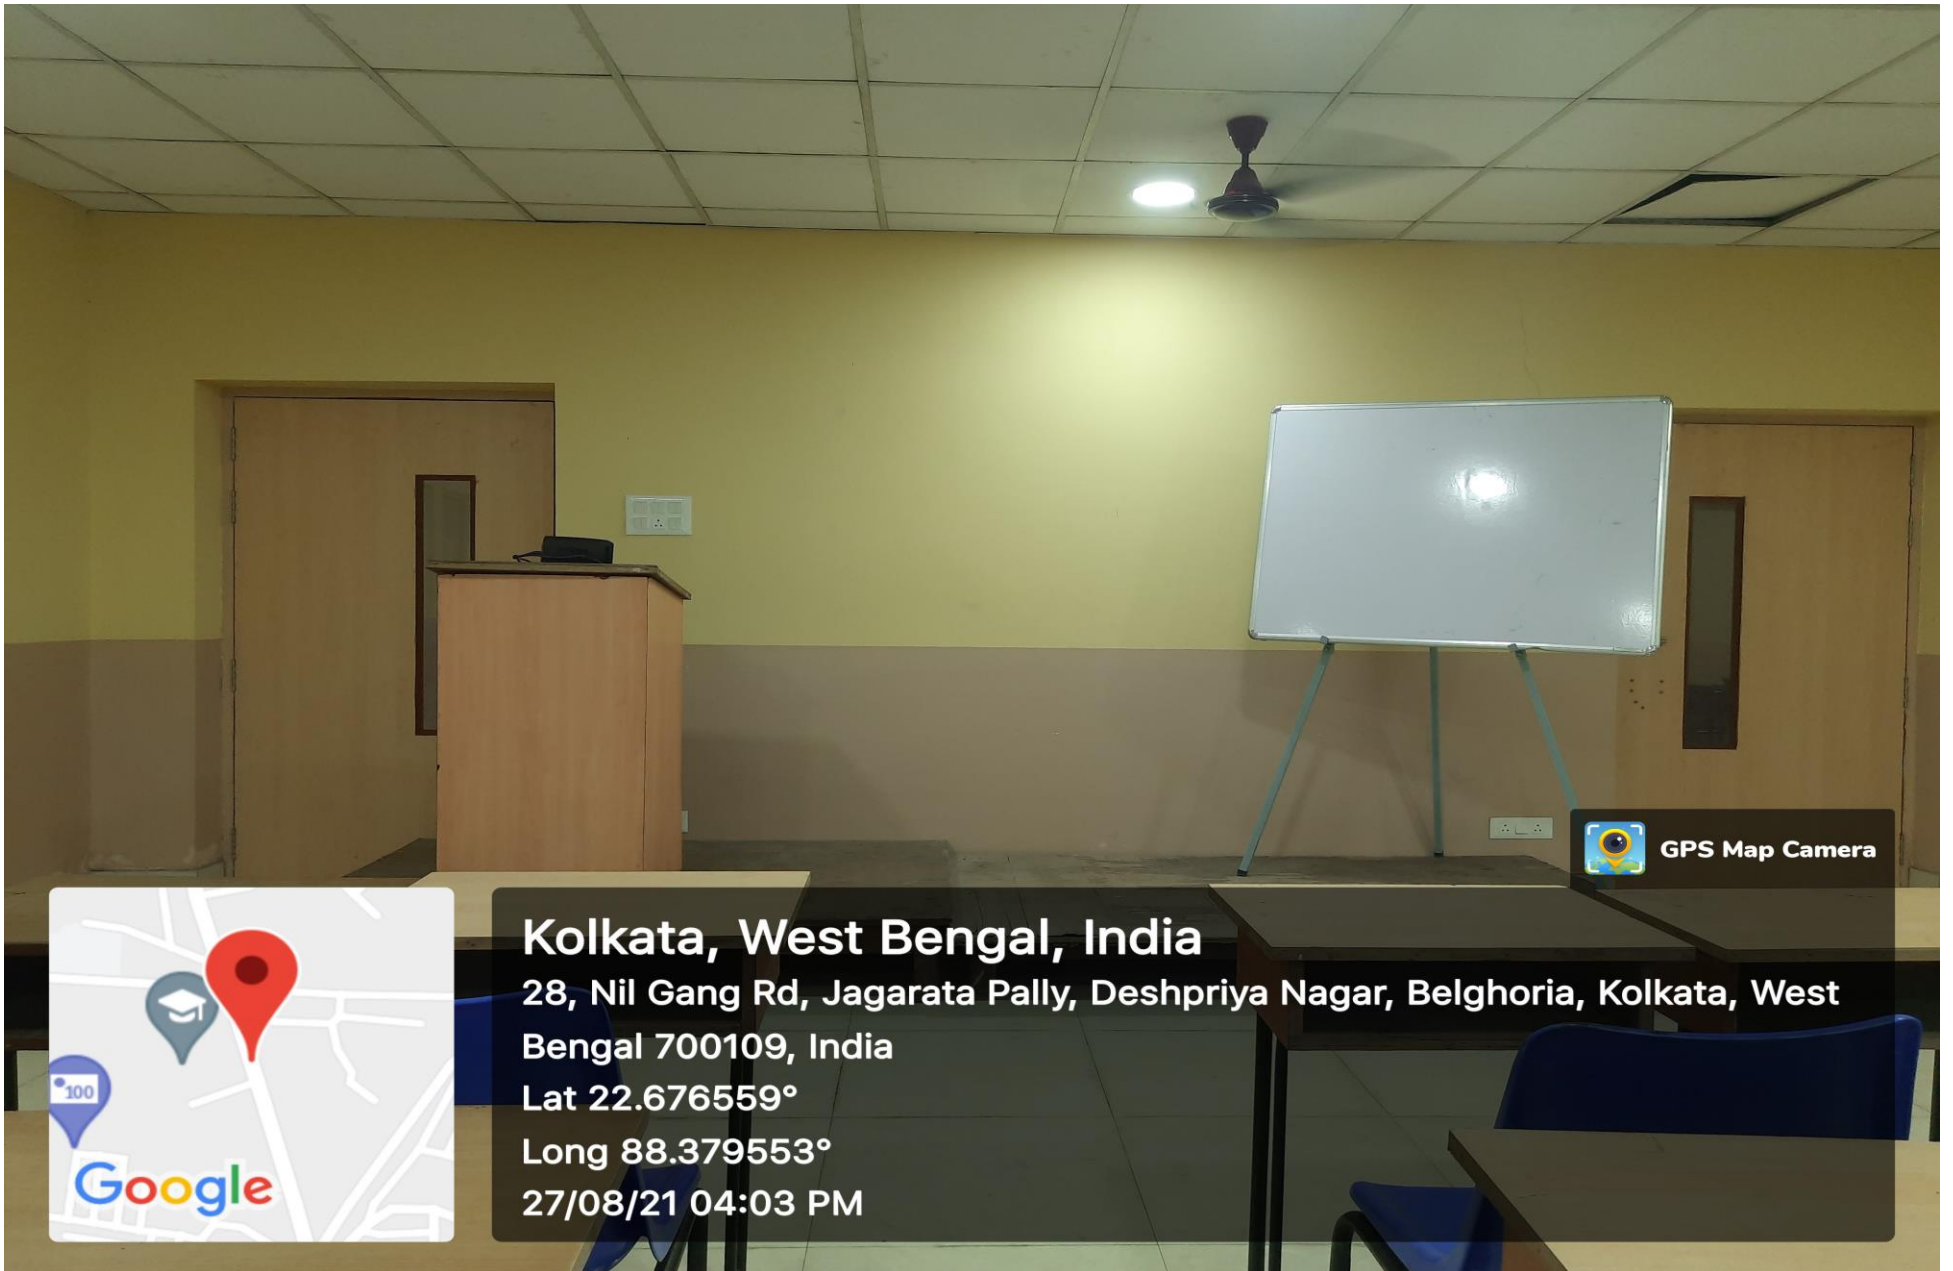 GPS Map Camera
Kolkata, West Bengal, India
28, Nil Gang Rd, Jagarata Pally, Deshpriya Nagar, Belghoria, Kolkata, West
Bengal 700109, India
Lat 22.676559°
Long 88.379553°
27/08/21 04:03 PM
100
Google